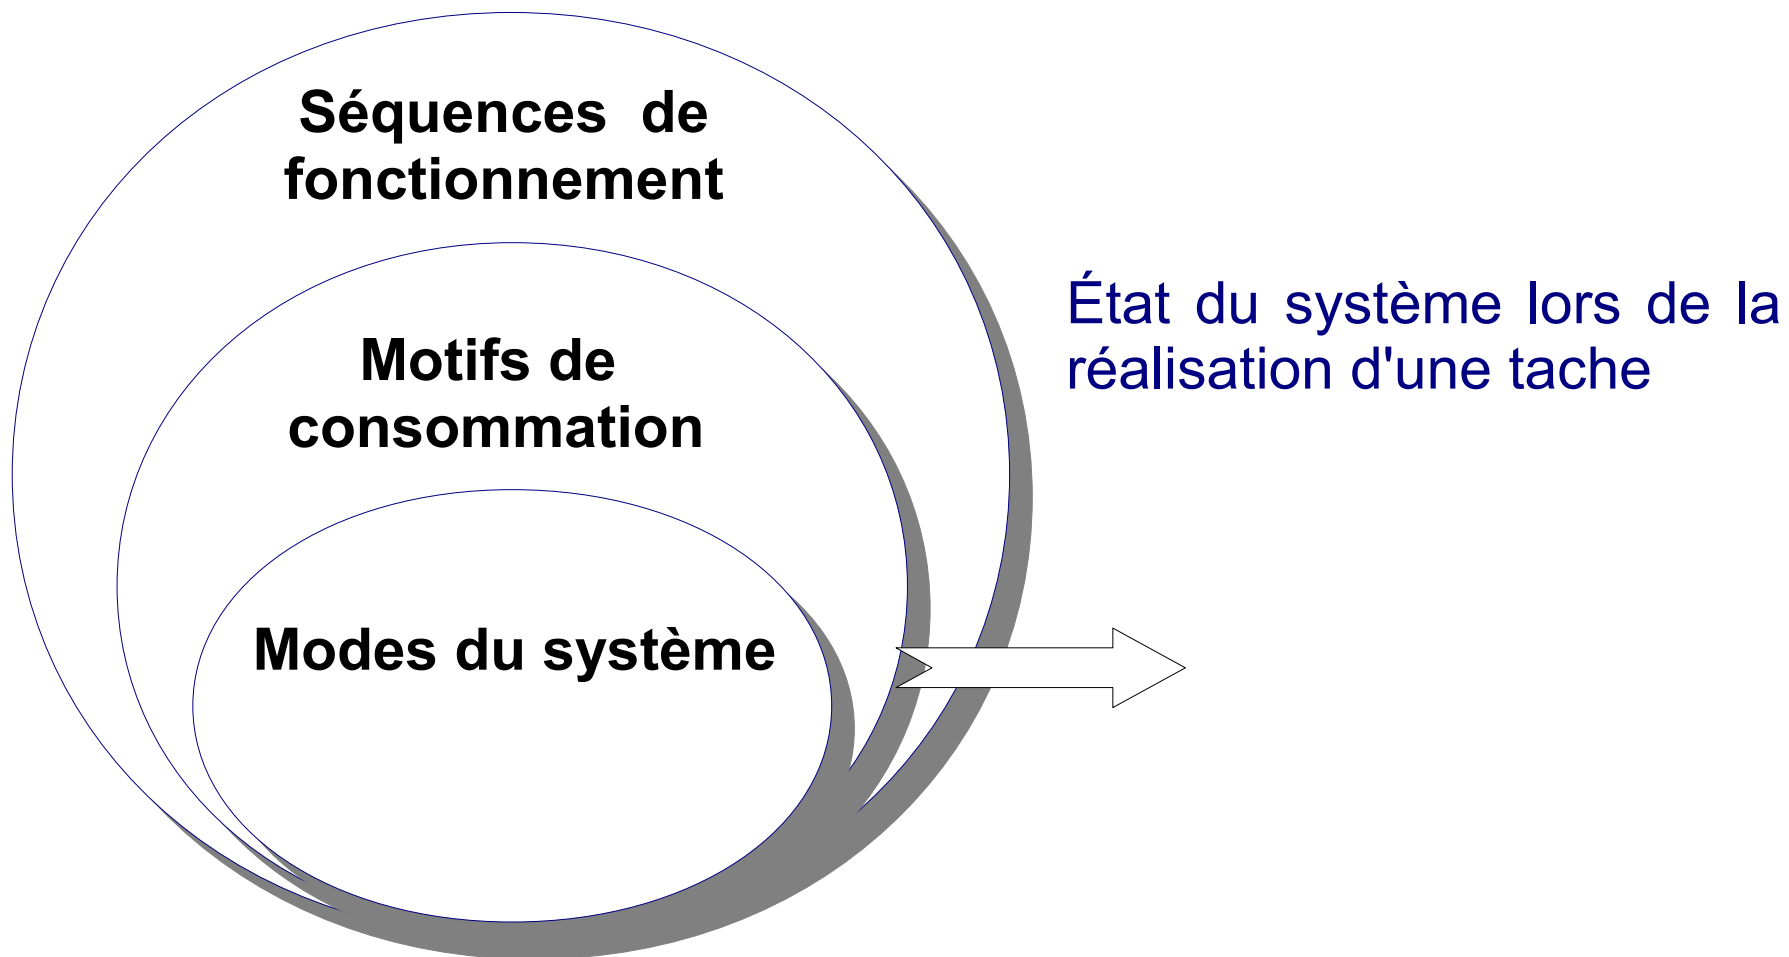 Séquences de
fonctionnement
Motifs de
consommation
Modes du système
État du système lors de la
réalisation d'une tache